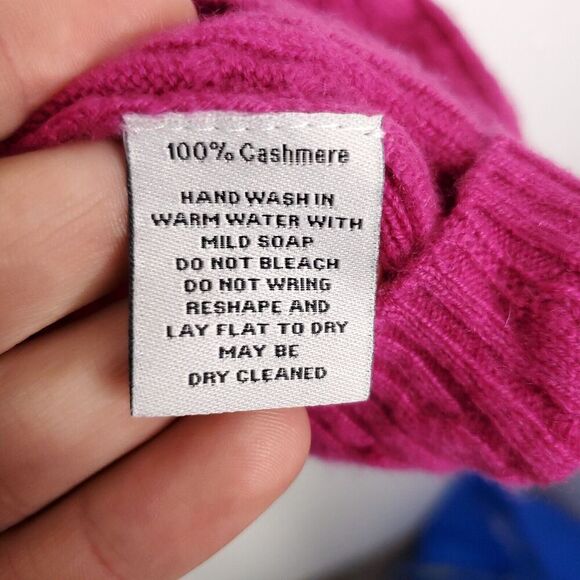 100% Cashmere
HAND WASH IN
WARM WATER WITH
MILD SOAP
DO NOT BLEACH
DO NOT WRING
RESHAPE AND
LAY FLAT TO DRY
MAY BE
DRY CLEANED